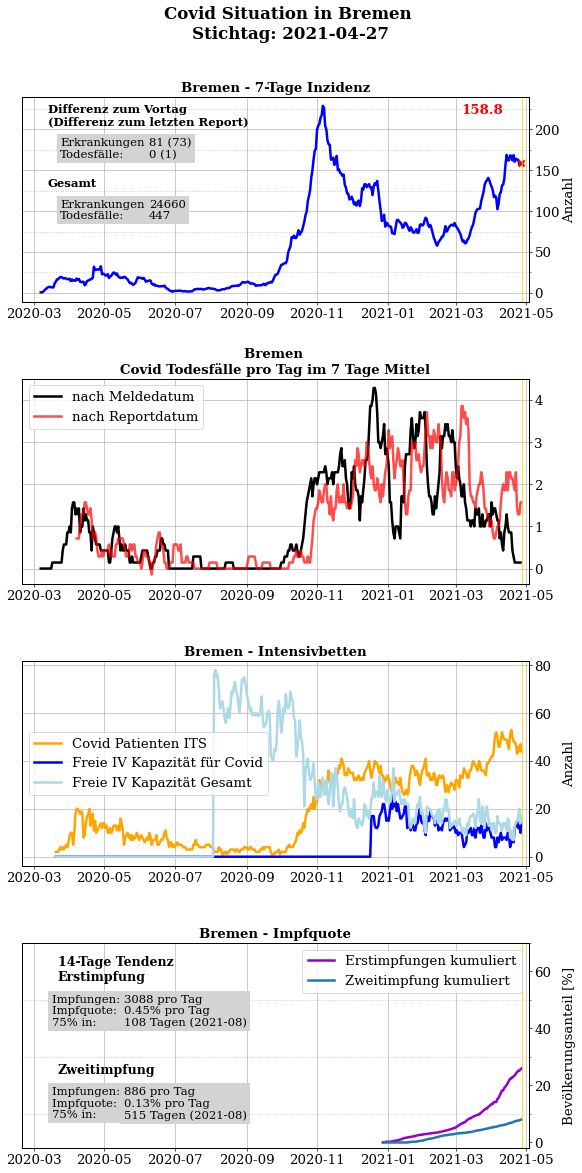 Covid Situation in Bremen
Stichtag: 2021-04-27
Bremen - 7-Tage Inzidenz
Differenz zum Vortag
(Differenz zum letzten Report)
Erkrankungen 81 (73)
Todesfälle: 0 (1)
Gesamt
Erkrankungen 24660
Todesfälle: 447
158.8
200
150
100
50
0
Anzahl
2020-03 2020-05 2020-07 2020-09 2020-11 2021-01 2021-03 2021-05
Bremen
Covid Todesfälle pro Tag im 7 Tage Mittel
nach Meldedatum
nach Reportdatum
4
3
2
1
0
2020-03 2020-05 2020-07 2020-09 2020-11 2021-01 2021-03 2021-05
Bremen - Intensivbetten
Covid Patienten ITS
Freie IV Kapazität für Covid
Freie IV Kapazität Gesamt
80
60
40
20
0
Anzahl
2020-03 2020-05 2020-07 2020-09 2020-11 2021-01 2021-03 2021-05
Bremen - Impfquote
14-Tage Tendenz
Erstimpfung
Impfungen: 3088 pro Tag
Impfquote: 0.45% pro Tag
75% in: 108 Tagen (2021-08)
Zweitimpfung
Impfungen: 886 pro Tag
Impfquote: 0.13% pro Tag
75% in: 515 Tagen (2021-08)
Erstimpfungen kumuliert
Zweitimpfung kumuliert
60
40
20
0
Bevölkerungsanteil [%]
2020-03 2020-05 2020-07 2020-09 2020-11 2021-01 2021-03 2021-05